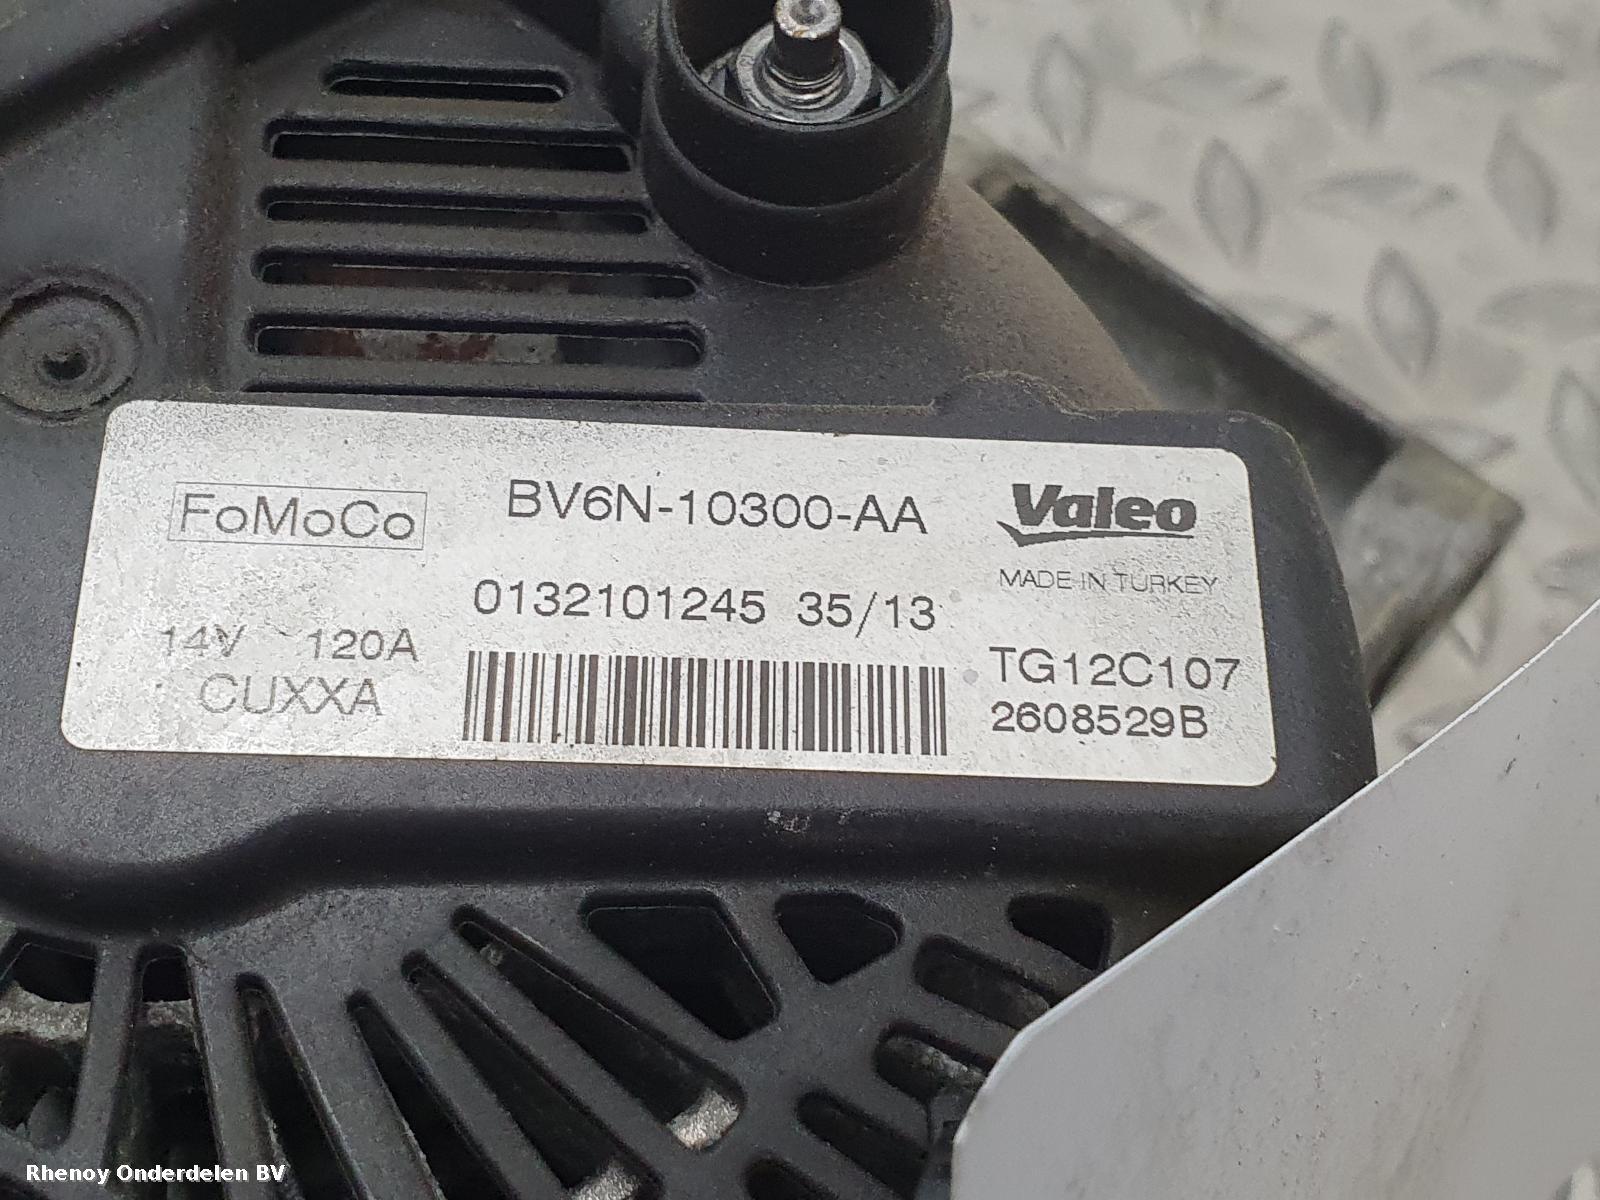 FoMoCo
BV6N-10300-AA
Valeo
MADE IN TURKEY
0132101245 35/13
14V 120A
CUXXA
TG12C107
2608529B
Rhenoy Onderdelen BV